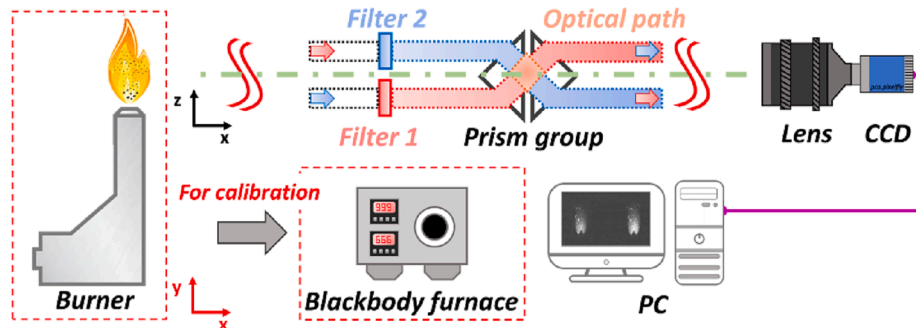 Filter 2
Optical path
z
x
Filter 1
Prism group
Lens
CCD
For calibration
999
666
y
x
Burner
Blackbody furnace
PC